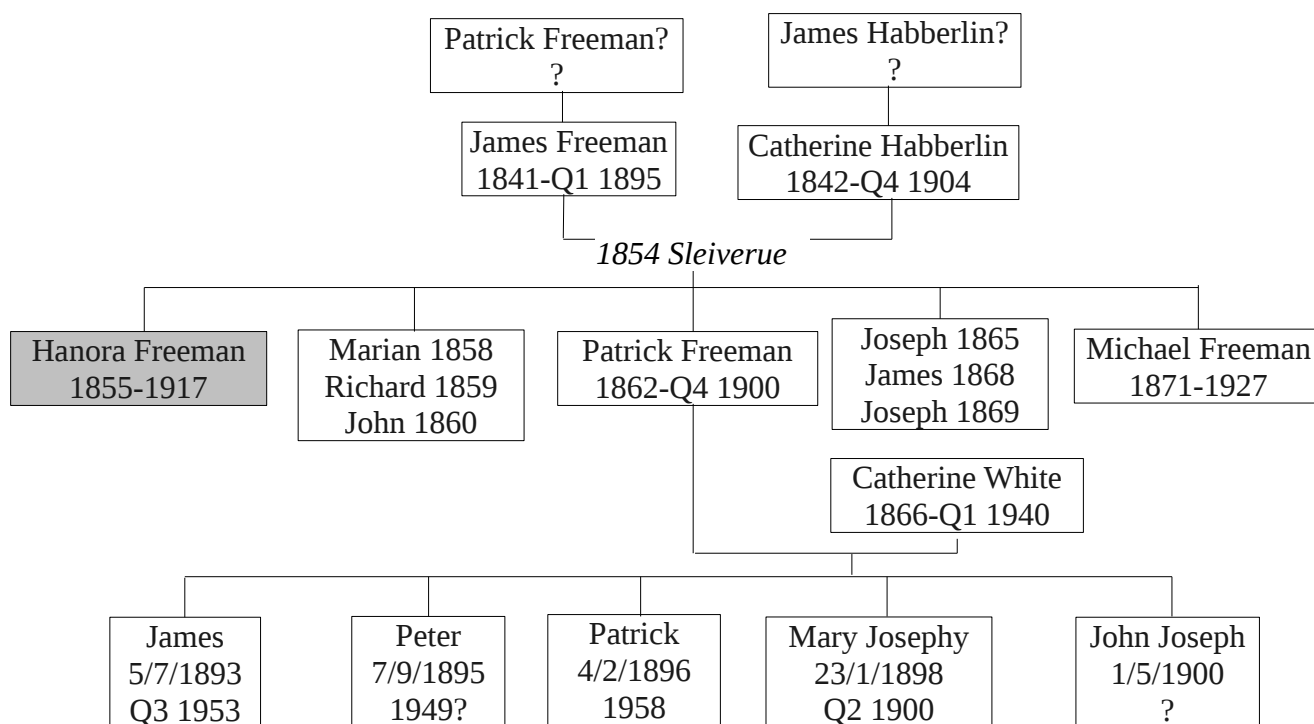 Patrick Freeman?
?
James Habberlin?
?
James Freeman
1841-Q1 1895
Catherine Habberlin
1842-Q4 1904
1854 Sleiverue
Hanora Freeman
1855-1917
Marian 1858
Richard 1859
John 1860
Patrick Freeman
1862-Q4 1900
Joseph 1865
James 1868
Joseph 1869
Michael Freeman
1871-1927
Catherine White
1866-Q1 1940
James
5/7/1893
Q3 1953
Peter
7/9/1895
1949?
Patrick
4/2/1896
1958
Mary Josephy
23/1/1898
Q2 1900
John Joseph
1/5/1900
?